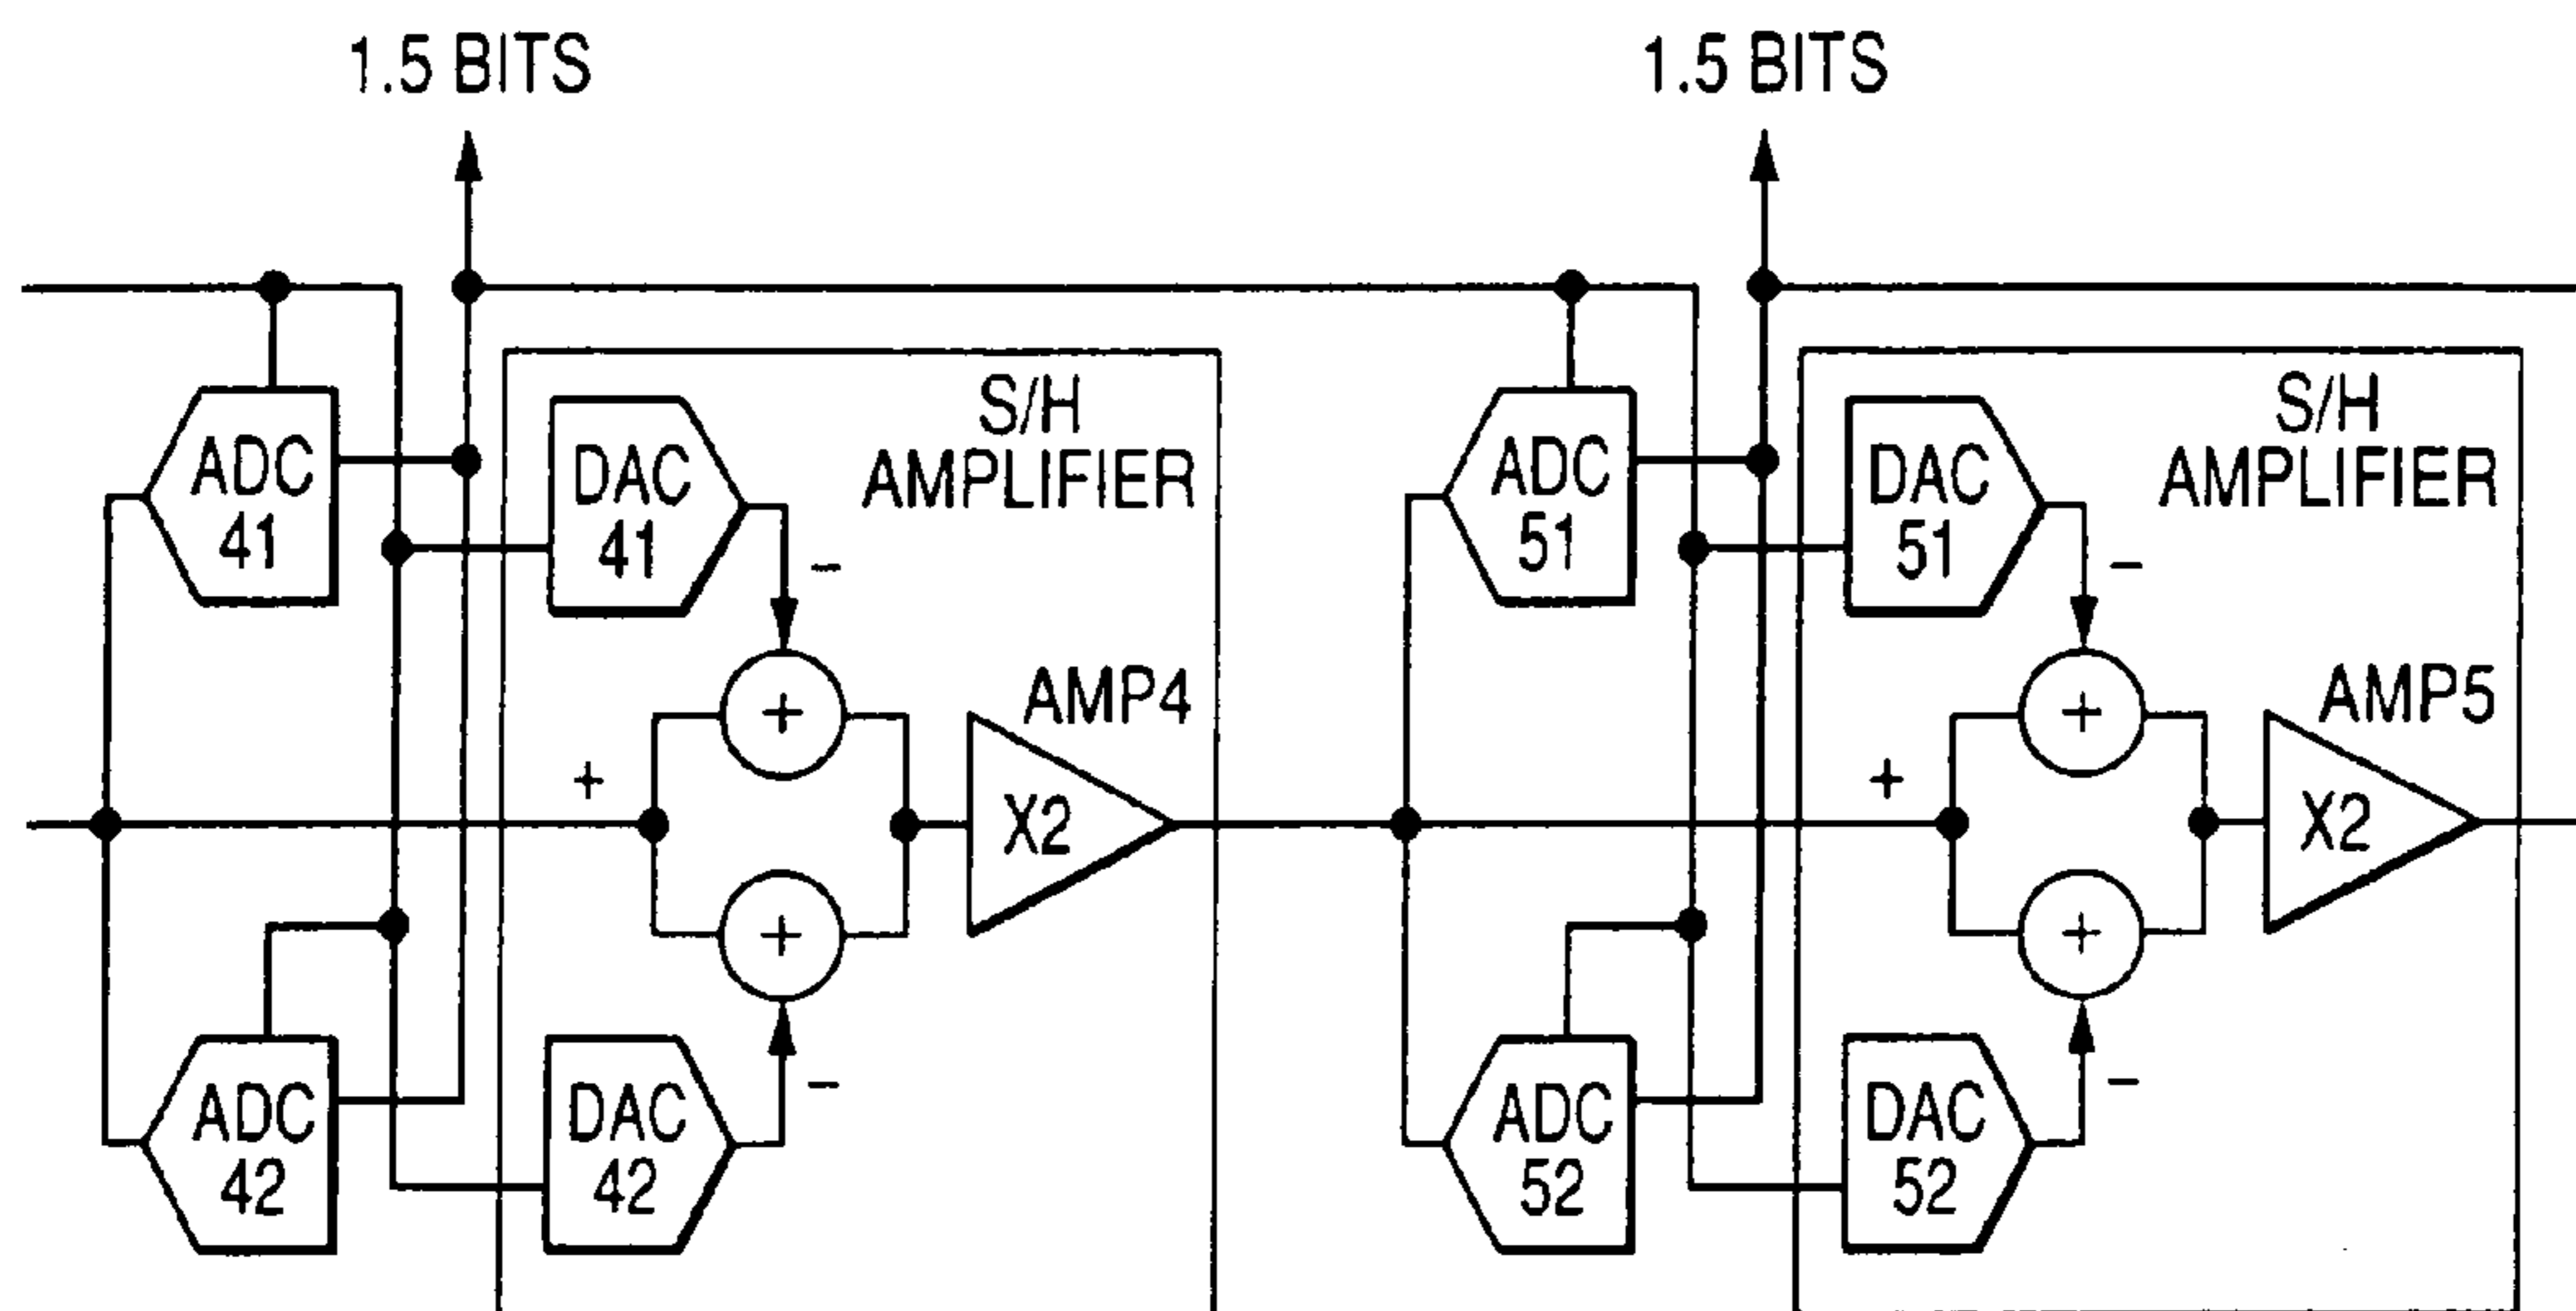 1.5 BITS
1.5 BITS
S/H
AMPLIFIER
ADC
41
DAC
41
-
AMP4
+
+
X2
+
ADC
42
DAC
42
-
S/H
AMPLIFIER
ADC
51
DAC
51
-
AMP5
+
+
X2
+
ADC
52
DAC
52
-